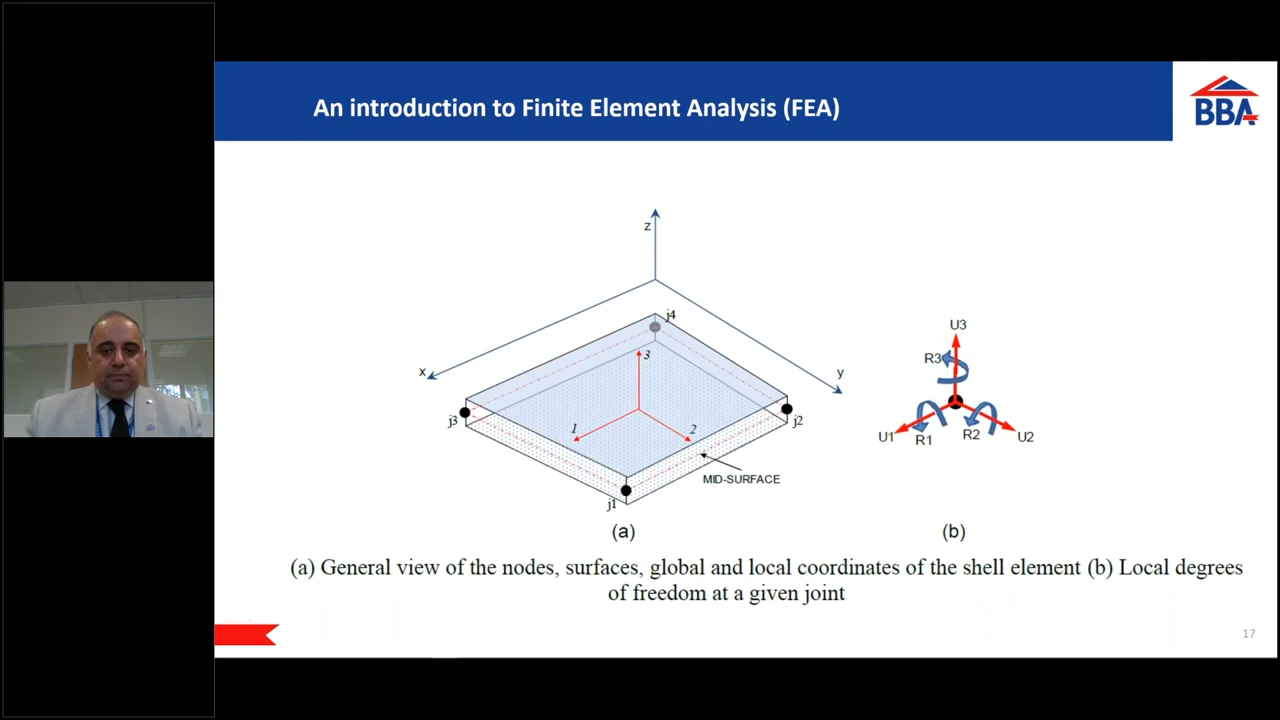 An introduction to Finite Element Analysis (FEA)
BBA
z
j4
3
x
y
j3
1
2
j2
MID-SURFACE
j1
U3
R3
U1
R1
R2
U2
(a)
(b)
(a) General view of the nodes, surfaces, global and local coordinates of the shell element (b) Local degrees
of freedom at a given joint
17